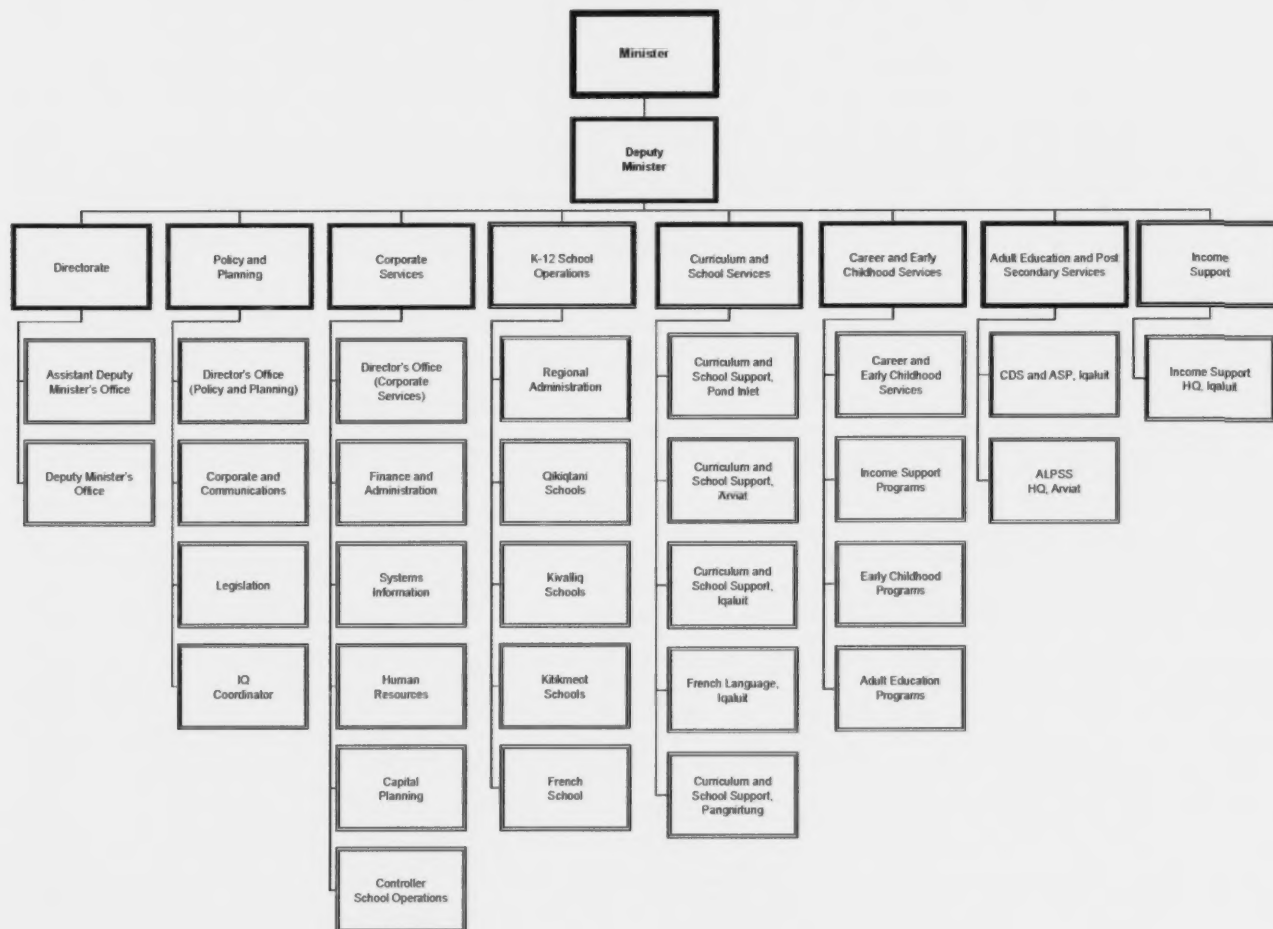 Minister
Deputy
Minister
Directorate
Policy and
Planning
Corporate
Services
K-12 School
Operations
Curriculum and
School Services
Career and Early
Childhood Services
Adult Education and Post
Secondary Services
Income
Support
Assistant Deputy
Minister's Office
Deputy Minister's
Office
Director's Office
(Policy and Planning)
Corporate and
Communications
Legislation
IQ
Coordinator
Director's Office
(Corporate
Services)
Finance and
Administration
Systems
Information
Human
Resources
Capital
Planning
Controller
School Operations
Regional
Administration
Qikiqtani
Schools
Kivalliq
Schools
Kitikmeot
Schools
French
School
Curriculum and
School Support,
Pond Inlet
Curriculum and
School Support,
Arviat
Curriculum and
School Support,
Iqaluit
French Language,
Iqaluit
Curriculum and
School Support,
Pangnirtung
Career and
Early Childhood
Services
Income Support
Programs
Early Childhood
Programs
Adult Education
Programs
CDS and ASP, Iqaluit
ALPSS
HQ, Arviat
Income Support
HQ, Iqaluit